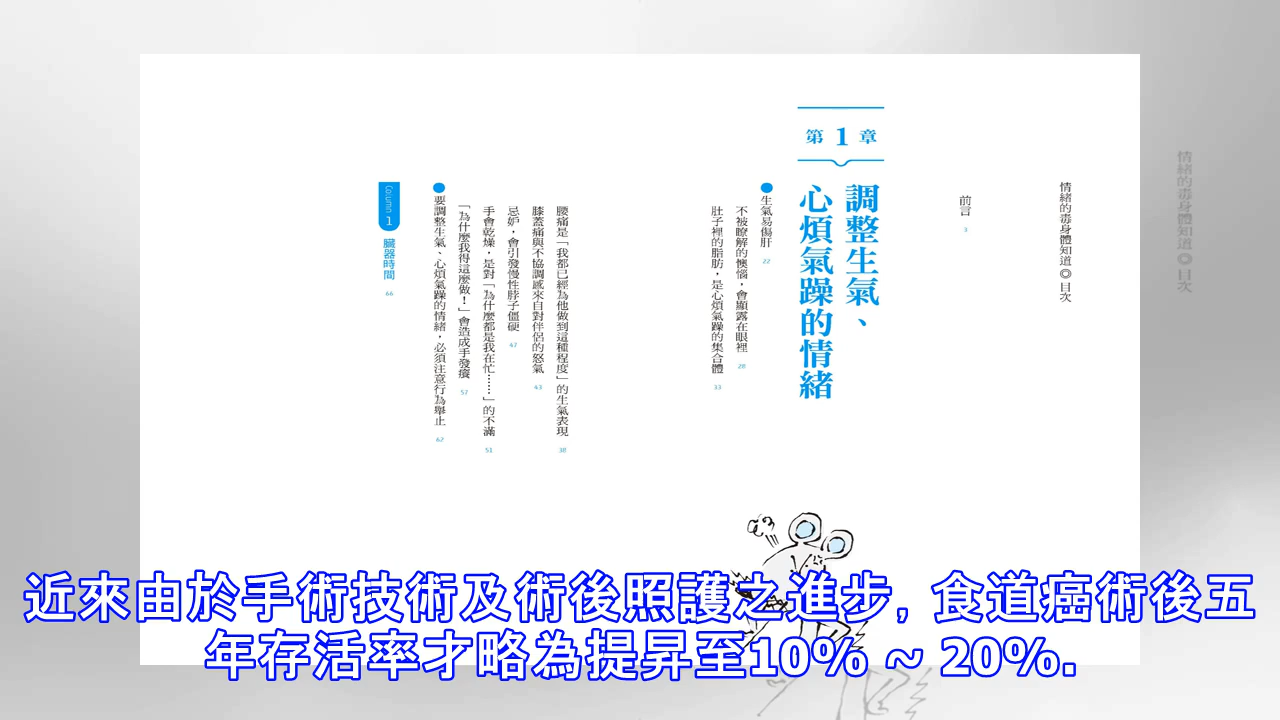 情緒的毒身體知道◎目次
前言 3
第1章
調整生氣、
心煩氣躁的情緒
●生氣易傷肝 22
不被瞭解的懊惱，會顯露在眼裡 28
肚子裡的脂肪，是心煩氣躁的集合體 33
腰痛是「我都已經為他做到這種程度」的生氣表現 38
膝蓋痛與不協調感來自對伴侶的怒氣 43
忌妒，會引發慢性脖子僵硬 47
手會乾燥，是對「為什麼都是我在忙……」的不滿 51
「為什麼我得這麼做！」會造成手發癢 57
●要調整生氣、心煩氣躁的情緒，必須注意行為舉止 62
Column 1 臟器時間 66
情緒的毒身體知道◎目次
近來由於手術技術及術後照護之進步, 食道癌術後五
年存活率才略為提昇至10% ~ 20%.